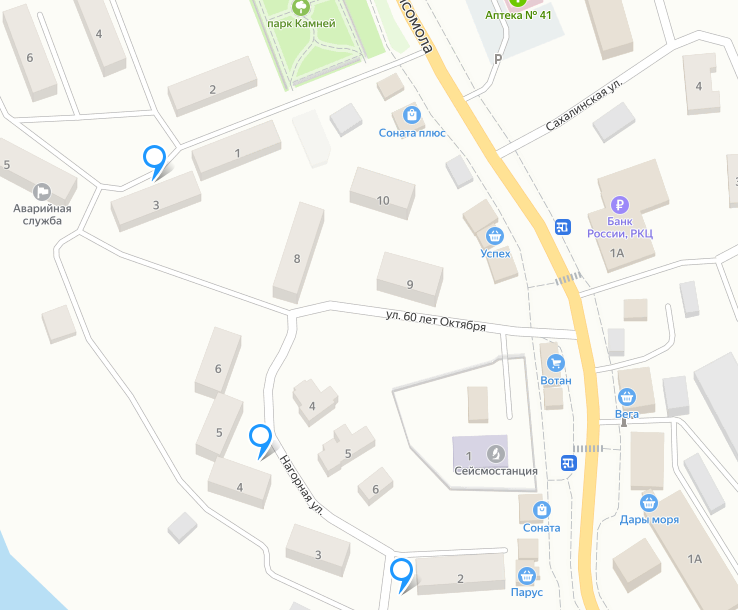 парк Камней
сомола
Аптека № 41
6
4
2
P
Сахалинская ул.
4
Соната плюс
1
5
3
Аварийная
служба
10
3
Банк
России, РКЦ
1А
Успех
8
9
ул. 60 лет Октября
6
Вотан
4
Вега
5
5
1
Сейсмостанция
4
6
Нагорная ул.
Соната
Дары моря
3
2
Парус
1А